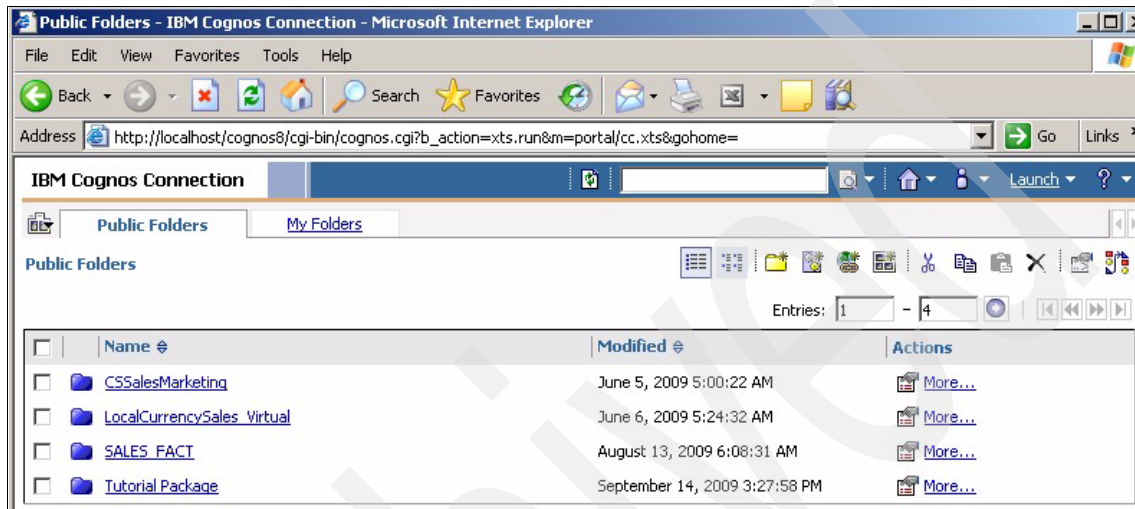 Public Folders - IBM Cognos Connection - Microsoft Internet Explorer
File Edit View Favorites Tools Help
Back Search Favorites
Address http://localhost/cognos8/cgi-bin/cognos.cgi?b_action=xts.run&m=portal/cc.xts&gohome= Go Links
IBM Cognos Connection Launch ?
Public Folders My Folders
Public Folders
Entries: 1 - 4
Name Modified Actions
CSSalesMarketing June 5, 2009 5:00:22 AM More...
LocalCurrencySales_Virtual June 6, 2009 5:24:32 AM More...
SALES_FACT August 13, 2009 6:08:31 AM More...
Tutorial Package September 14, 2009 3:27:58 PM More...